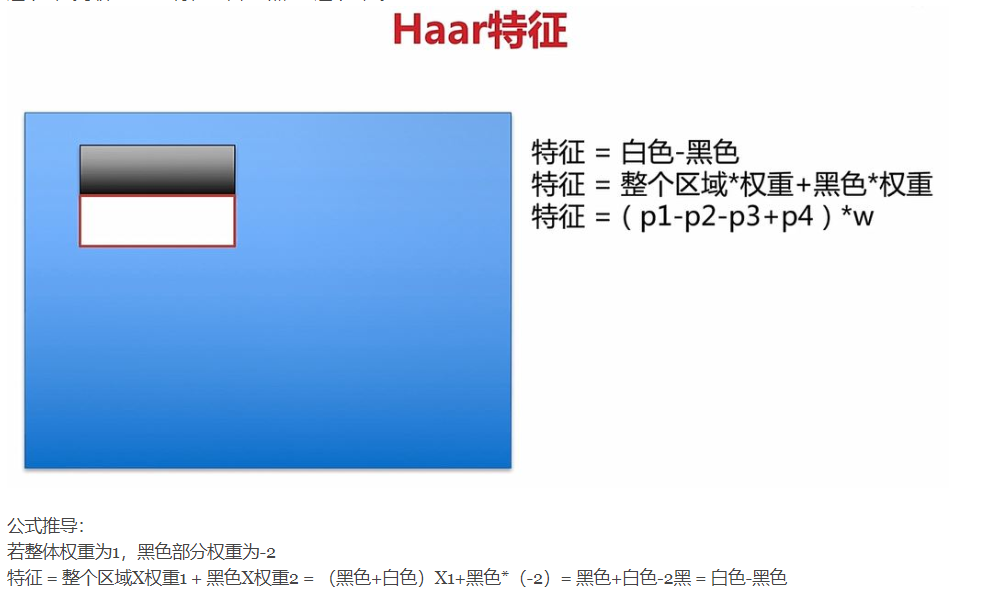 Haar特征
特征 = 白色-黑色
特征 = 整个区域*权重+黑色*权重
特征 =（ p1-p2-p3+p4 ）*w
公式推导：
若整体权重为1，黑色部分权重为-2
特征 = 整个区域X权重1 + 黑色X权重2 = （黑色+白色）X1+黑色*（-2）= 黑色+白色-2黑 = 白色-黑色